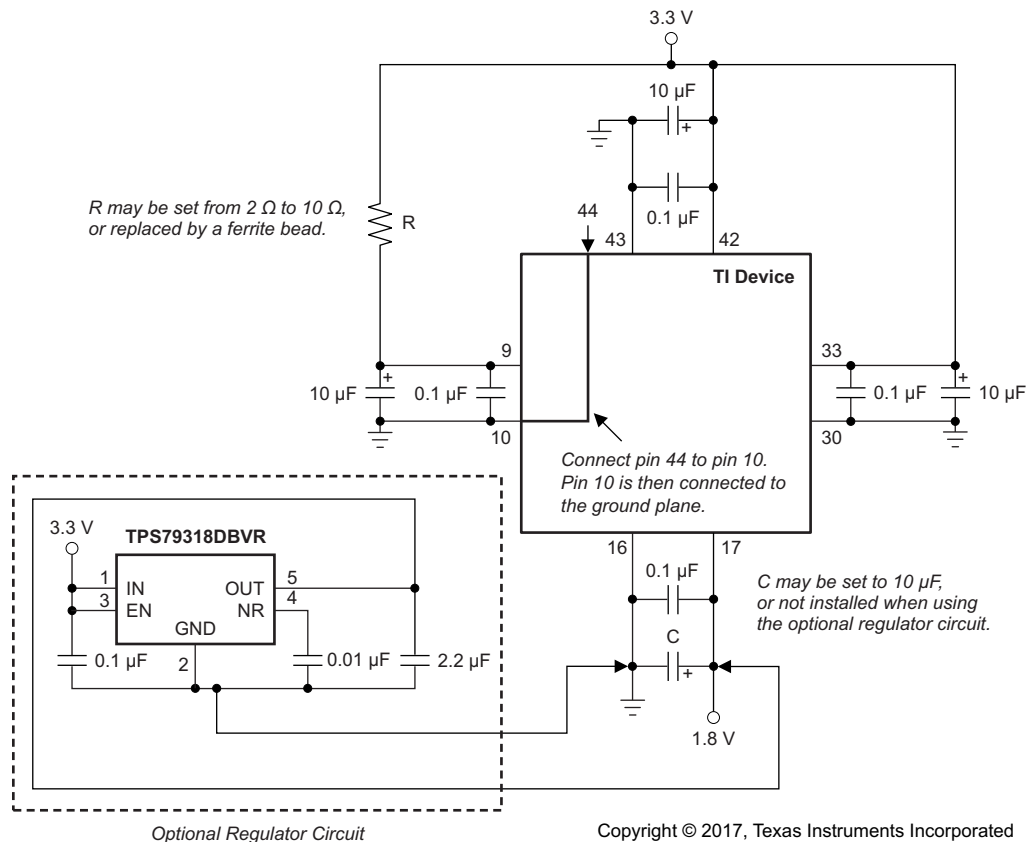 3.3 V
10 µF
+
R may be set from 2 Ω to 10 Ω,
or replaced by a ferrite bead.
R
44
0.1 µF
43
42
TI Device
9
33
+
10 µF
0.1 µF
0.1 µF
+
10 µF
10
30
Connect pin 44 to pin 10.
Pin 10 is then connected to
the ground plane.
3.3 V
TPS79318DBVR
1
IN
3
EN
OUT
5
NR
4
GND
2
0.1 µF
0.01 µF
2.2 µF
16
17
0.1 µF
C
+
C may be set to 10 µF,
or not installed when using
the optional regulator circuit.
1.8 V
Optional Regulator Circuit
Copyright © 2017, Texas Instruments Incorporated